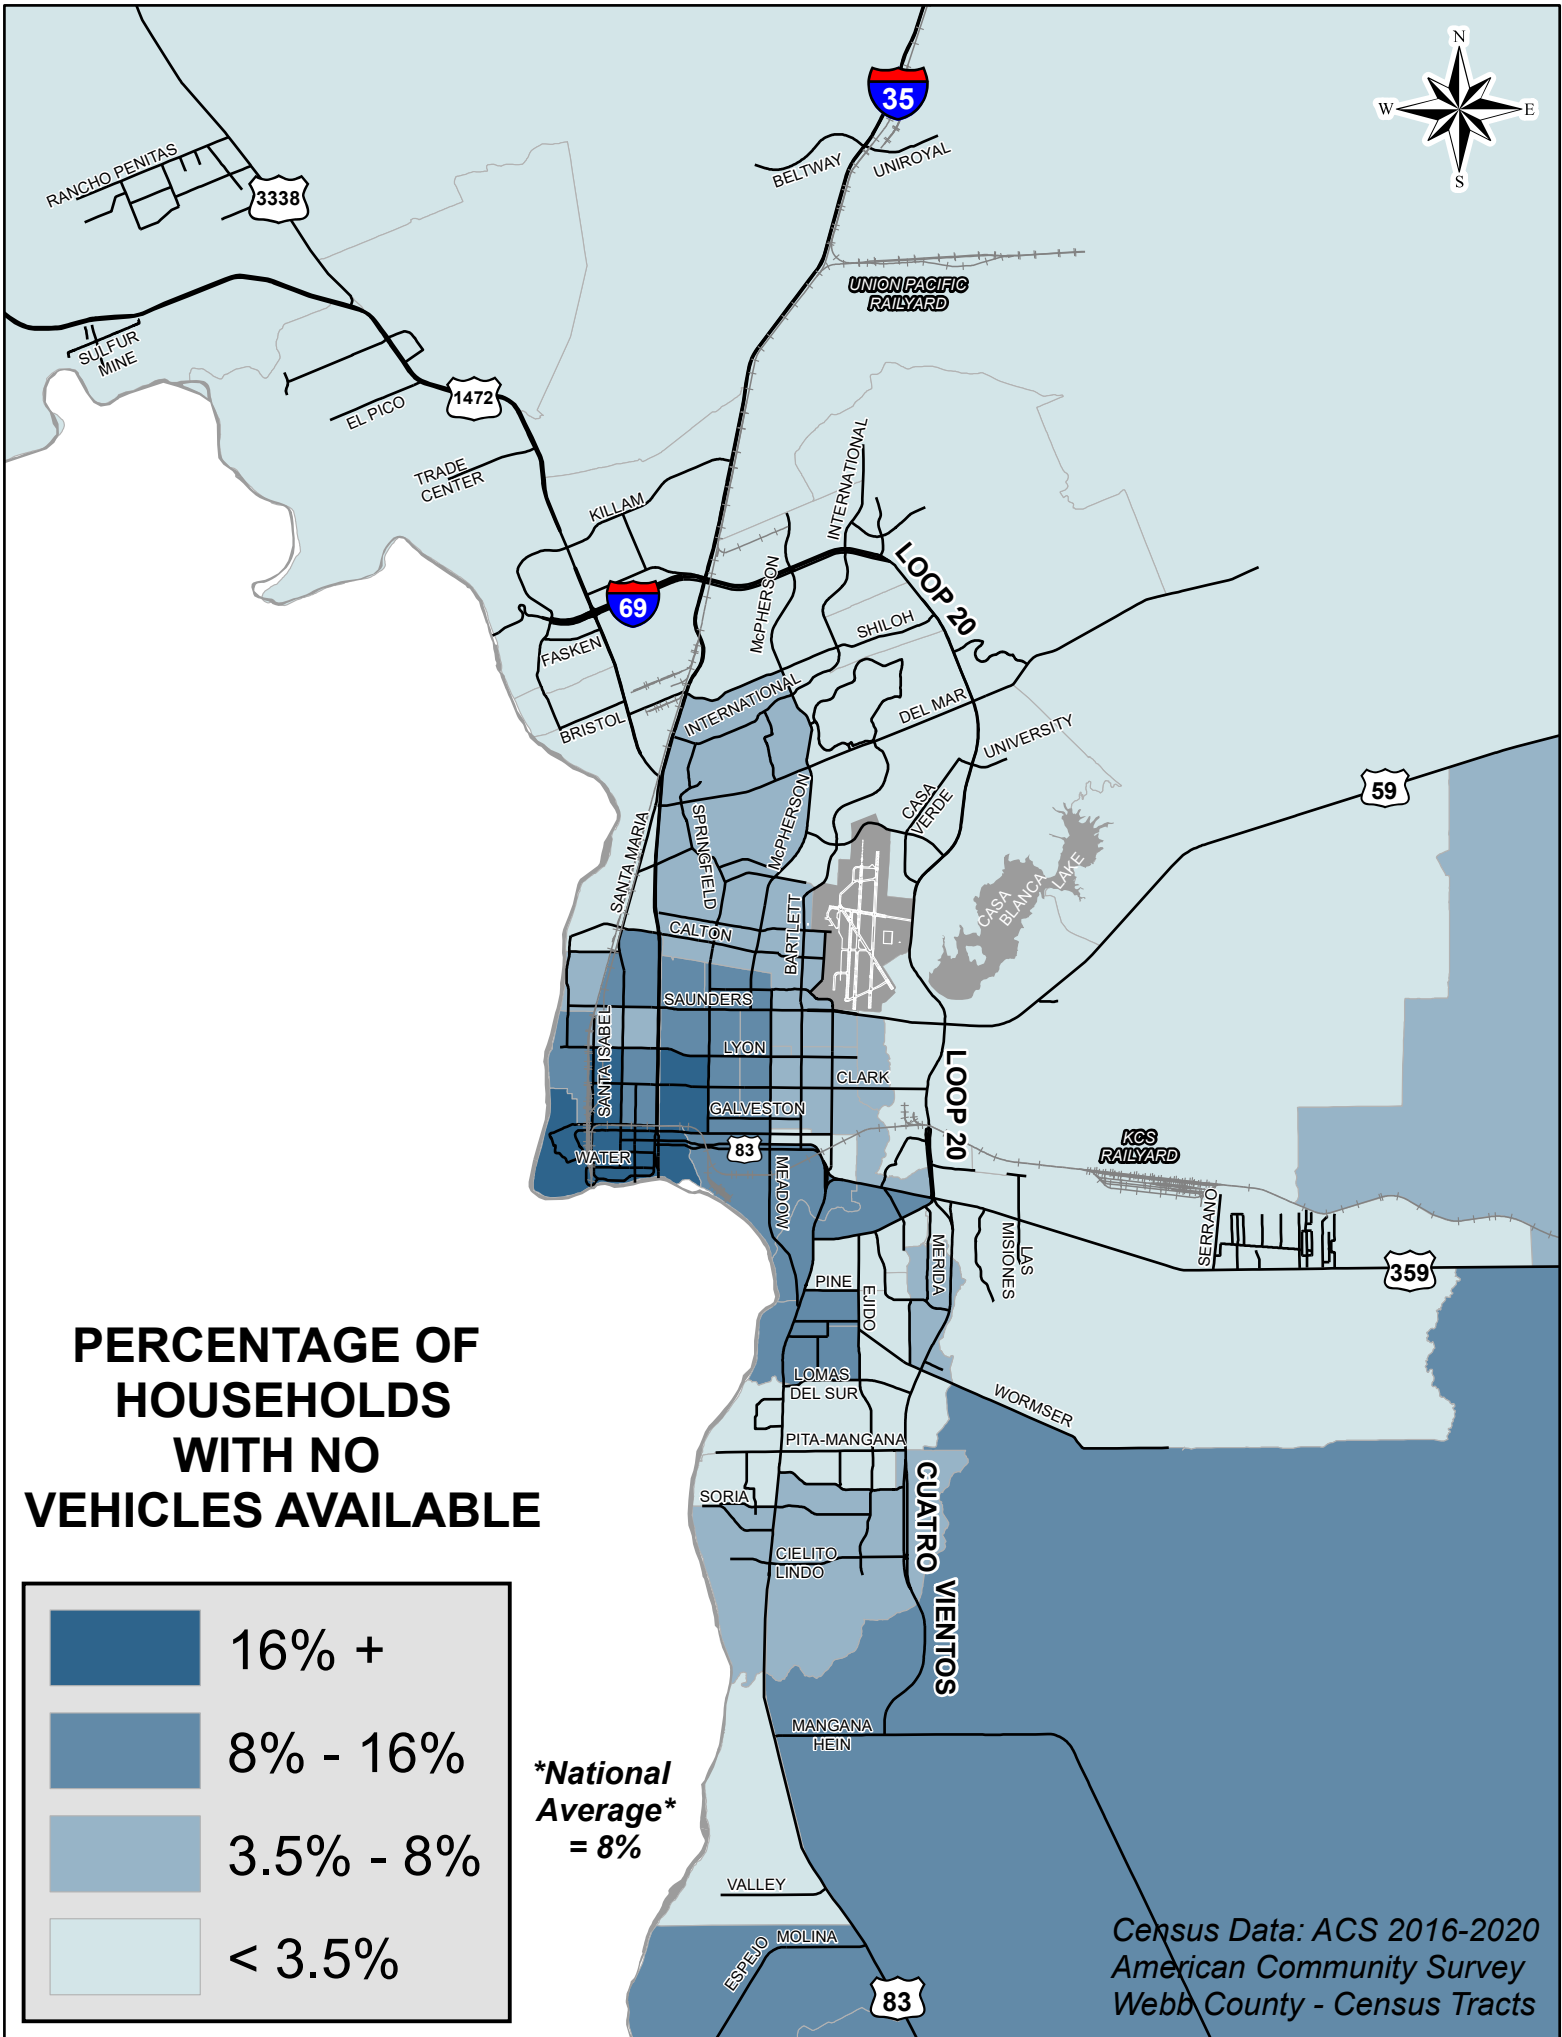 N
W
E
S
35
BELTWAY
UNIROYAL
RANCHO PENITAS
3338
UNION PACIFIC
RAILYARD
SULFUR
MINE
EL PICO
1472
TRADE
CENTER
KILLAM
INTERNATIONAL
LOOP 20
McPHERSON
69
SHILOH
FASKEN
INTERNATIONAL
BRISTOL
DEL MAR
UNIVERSITY
59
CASA
VERDE
SANTA MARIA
SPRINGFIELD
McPHERSON
CASA
BLANCA
LAKE
CALTON
BARTLETT
SAUNDERS
SANTA ISABEL
LYON
CLARK
LOOP 20
GALVESTON
83
WATER
MEADOW
KCS
RAILYARD
SERRANO
MERIDA
LAS
MISIONES
359
PINE
EJIDO
LOMAS
DEL SUR
WORMSER
PITA-MANGANA
SORIA
CUATRO VIENTOS
CIELITO
LINDO
MANGANA
HEIN
VALLEY
MOLINA
ESPEJO
83
PERCENTAGE OF
HOUSEHOLDS
WITH NO
VEHICLES AVAILABLE
16% +
8% - 16%
3.5% - 8%
< 3.5%
*National
Average*
= 8%
Census Data: ACS 2016-2020
American Community Survey
Webb County - Census Tracts